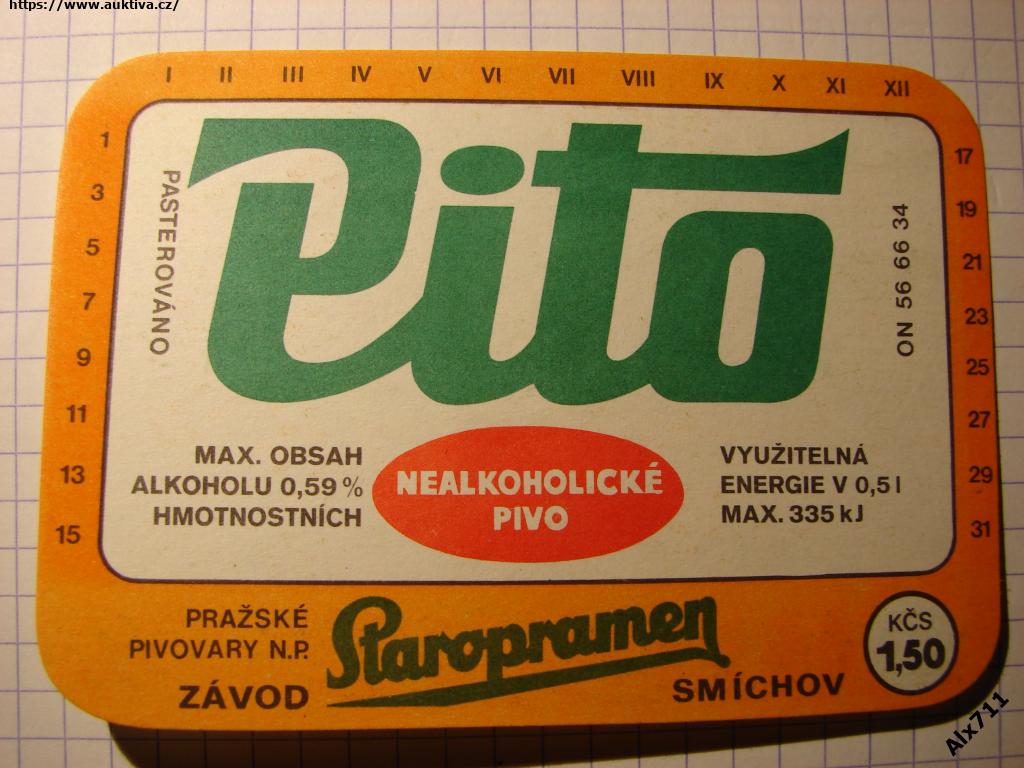 https://www.auktiva.cz/
I II III IV V VI VII VIII IX X XI XII
1
3
5
7
9
11
13
15
PASTEROVÁNO
Pito
ON 56 66 34
17
19
21
23
25
27
29
31
MAX. OBSAH
ALKOHOLU 0,59 %
HMOTNOSTNÍCH
NEALKOHOLICKÉ
PIVO
VYUŽITELNÁ
ENERGIE V 0,5 l
MAX. 335 kJ
PRAŽSKÉ
PIVOVARY N.P.
ZÁVOD
Staropramen
SMÍCHOV
KČS
1,50
Alx711